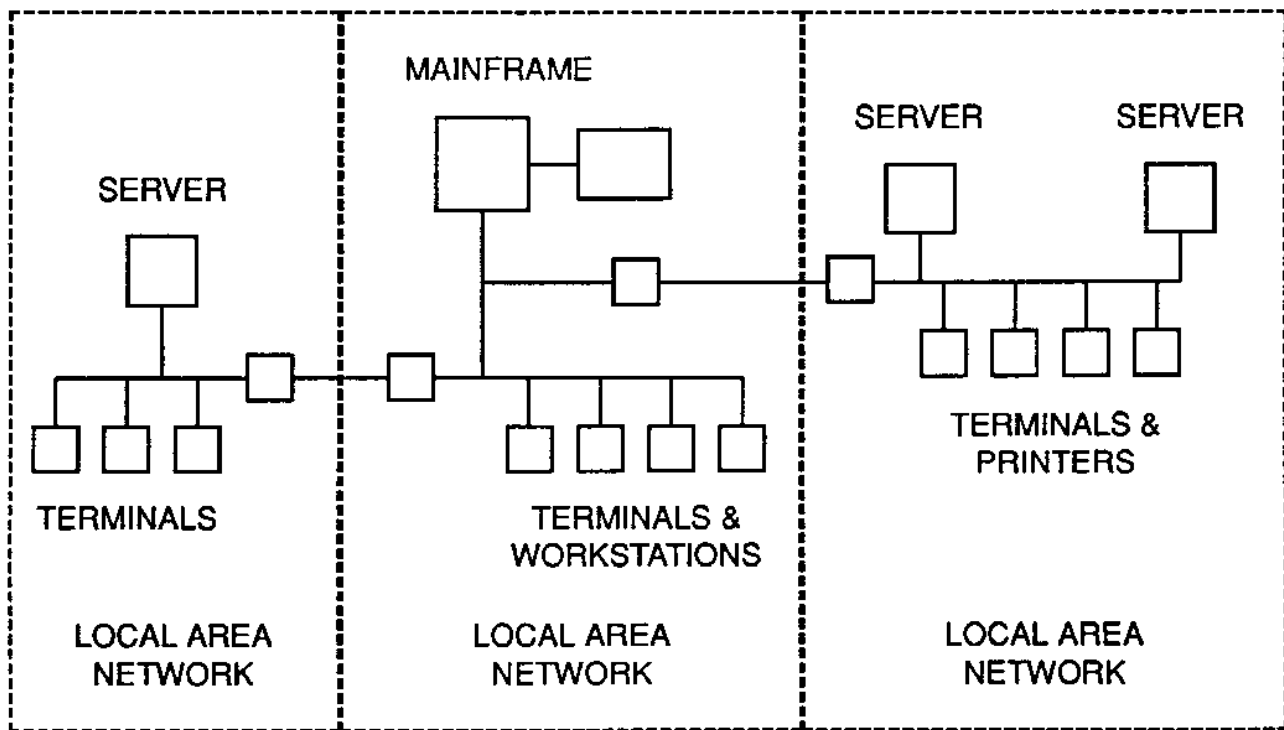 MAINFRAME
SERVER
SERVER
SERVER
TERMINALS &
PRINTERS
TERMINALS
TERMINALS &
WORKSTATIONS
LOCAL AREA
NETWORK
LOCAL AREA
NETWORK
LOCAL AREA
NETWORK